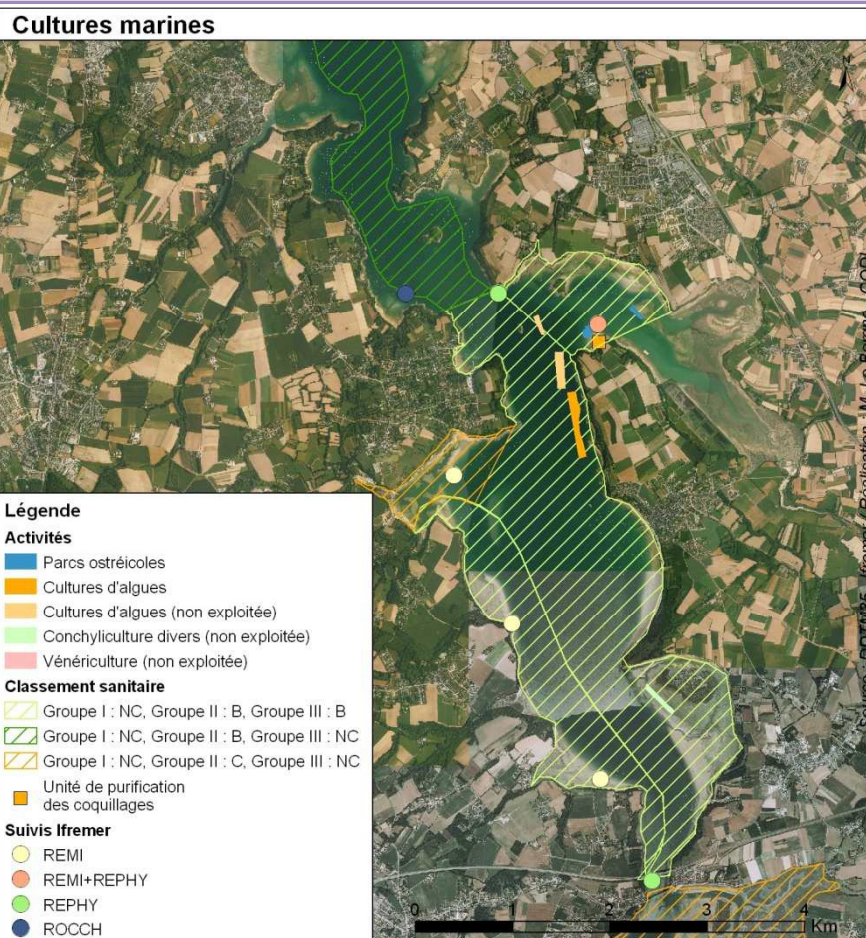 Cultures marines
N
Légende
Activités
Parcs ostréicoles
Cultures d'algues
Cultures d'algues (non exploitée)
Conchyliculture divers (non exploitée)
Vénériculture (non exploitée)
Classement sanitaire
Groupe I : NC, Groupe II : B, Groupe III : B
Groupe I : NC, Groupe II : B, Groupe III : NC
Groupe I : NC, Groupe II : C, Groupe III : NC
Unité de purification
des coquillages
Suivis Ifremer
REMI
REMI+REPHY
REPHY
ROCCH
0 1 2 3 4
Km
Ifremer / Réalisation :